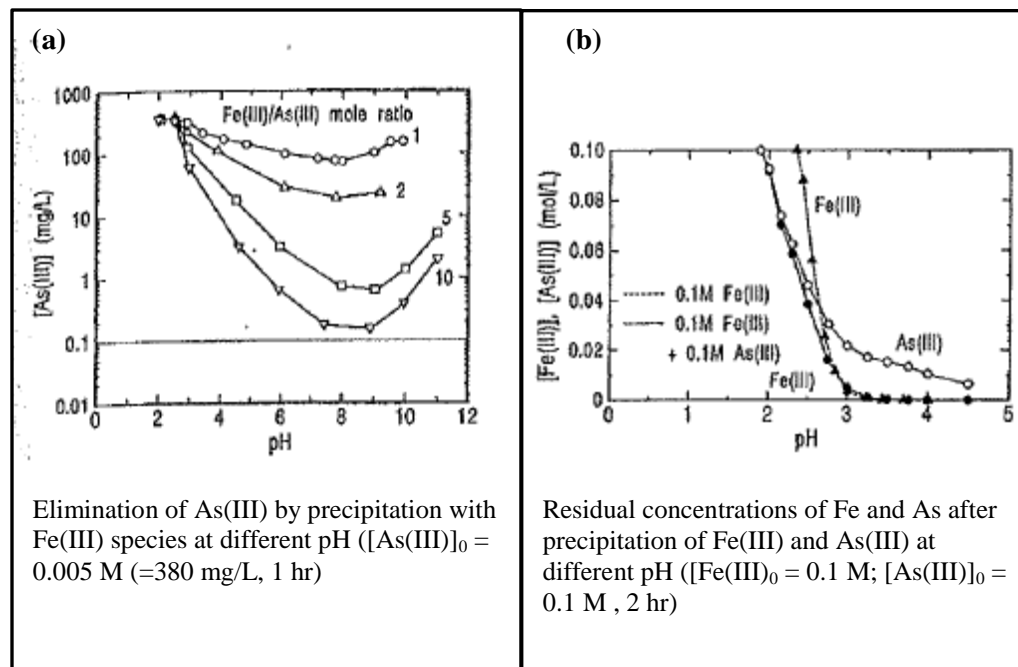 (a)
1000
100
10
1
0.1
0.01
[As(III)] (mg/L)
Fe(III)/As(III) mole ratio
1
2
5
10
0 2 4 6 8 10 12
pH
Elimination of As(III) by precipitation with
Fe(III) species at different pH ([As(III)]0 =
0.005 M (=380 mg/L, 1 hr)
(b)
0.10
0.08
0.06
0.04
0.02
0
[Fe(III)], [As(III)] (mol/L)
Fe(III)
0.1M Fe(III)
0.1M Fe(III)
+ 0.1M As(III)
As(III)
Fe(III)
0 1 2 3 4 5
pH
Residual concentrations of Fe and As after
precipitation of Fe(III) and As(III) at
different pH ([Fe(III)0 = 0.1 M; [As(III)]0 =
0.1 M , 2 hr)